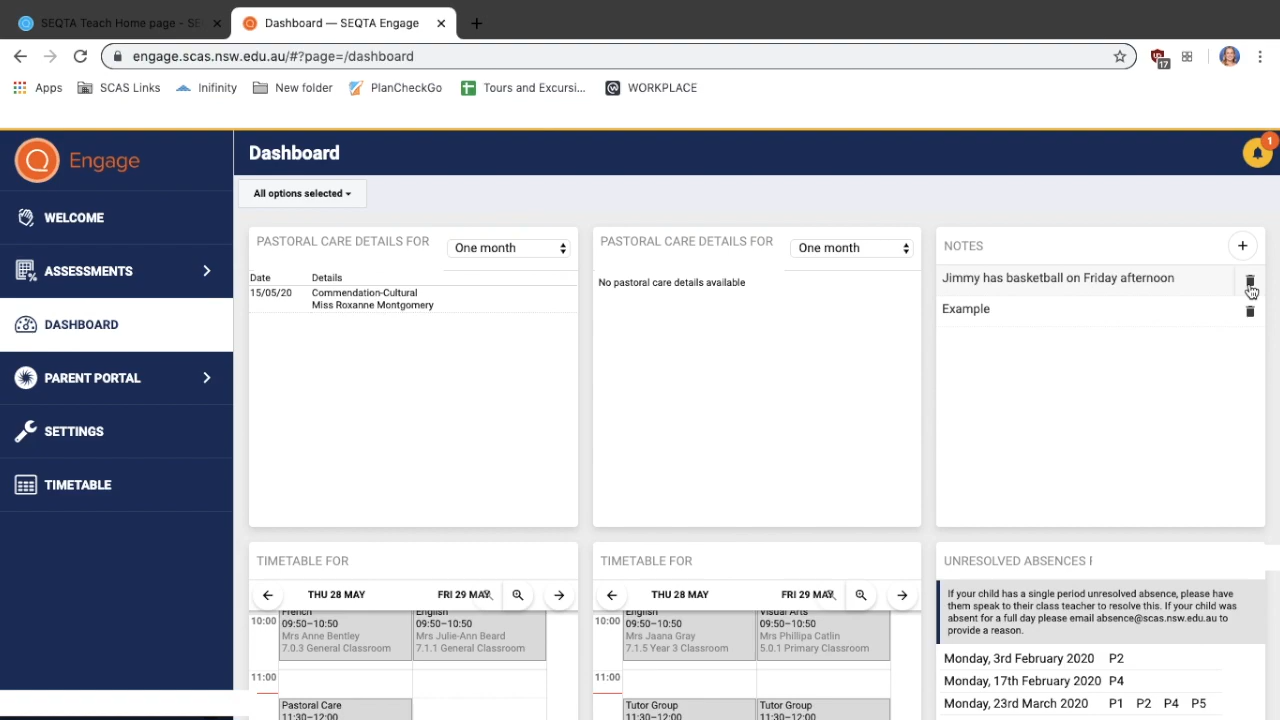 SEQTA Teach Home page - SE
Dashboard — SEQTA Engage
engage.scas.nsw.edu.au/#?page=/dashboard
17
Apps
SCAS Links
Inifinity
New folder
PlanCheckGo
Tours and Excursi...
WORKPLACE
Engage
Dashboard
1
All options selected
WELCOME
ASSESSMENTS
DASHBOARD
PARENT PORTAL
SETTINGS
TIMETABLE
PASTORAL CARE DETAILS FOR
One month
Date Details
15/05/20 Commendation-Cultural
Miss Roxanne Montgomery
PASTORAL CARE DETAILS FOR
One month
No pastoral care details available
NOTES
Jimmy has basketball on Friday afternoon
Example
TIMETABLE FOR
THU 28 MAY FRI 29 MAY
10:00
French
09:50–10:50
Mrs Anne Bentley
7.0.3 General Classroom
English
09:50–10:50
Mrs Julie-Ann Beard
7.1.1 General Classroom
11:00
Pastoral Care
11:30–12:00
TIMETABLE FOR
THU 28 MAY FRI 29 MAY
10:00
English
09:50–10:50
Mrs Jaana Gray
7.1.5 Year 3 Classroom
Visual Arts
09:50–10:50
Mrs Phillipa Catlin
5.0.1 Primary Classroom
11:00
Tutor Group
11:30–12:00
Tutor Group
11:30–12:00
UNRESOLVED ABSENCES
If your child has a single period unresolved absence, please have
them speak to their class teacher to resolve this. If your child was
absent for a full day please email absence@scas.nsw.edu.au to
provide a reason.
Monday, 3rd February 2020 P2
Monday, 17th February 2020 P4
Monday, 23rd March 2020 P1 P2 P4 P5